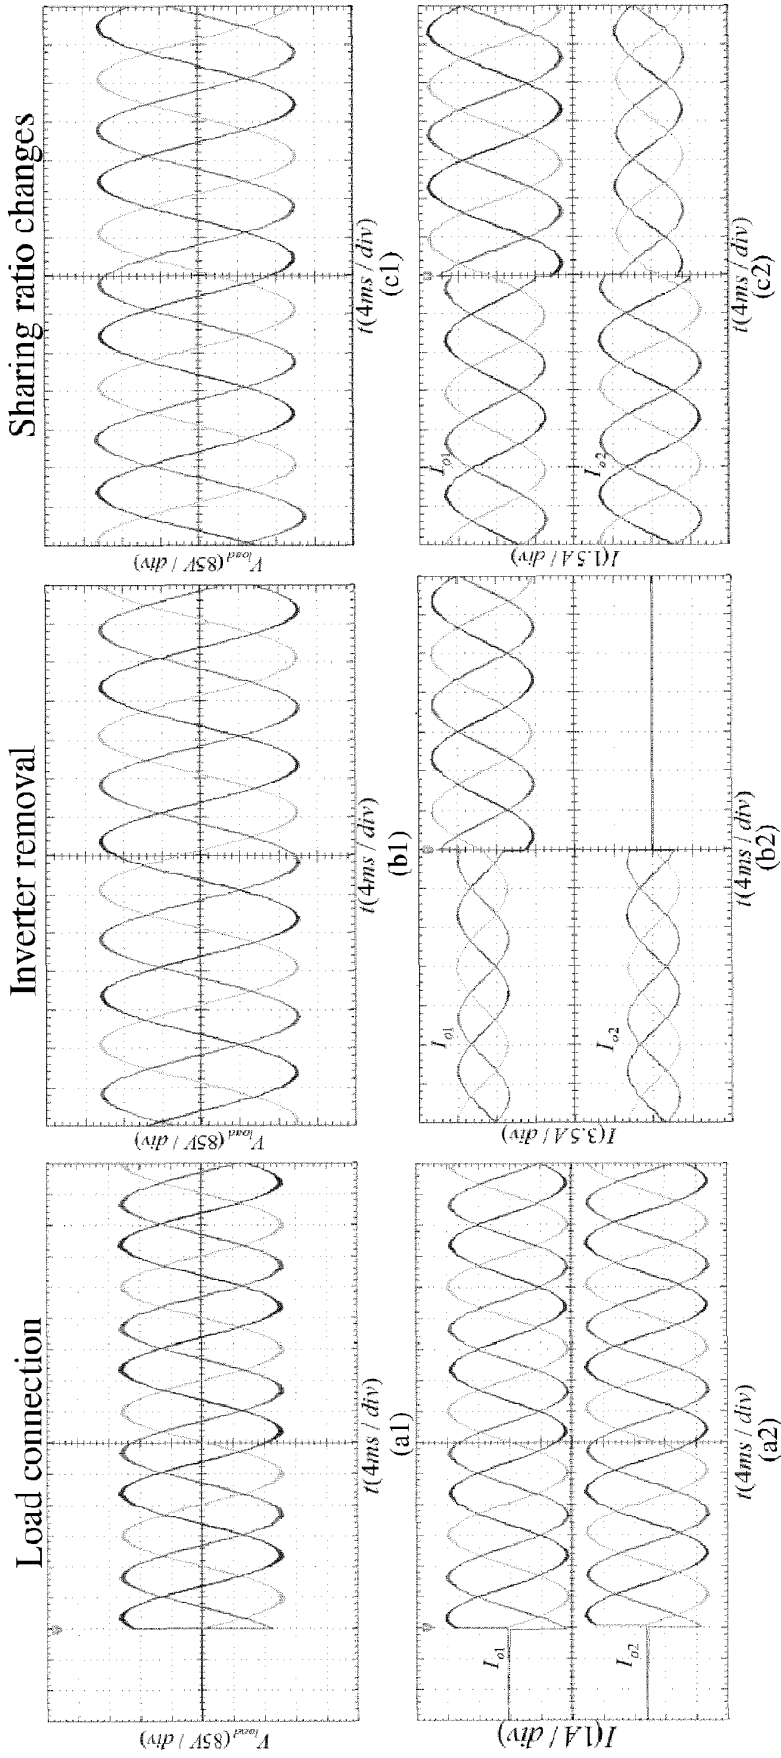 Load connection
V_load(85V / div)
t(4ms / div)
(a1)
I_o1
I_o2
I(1A / div)
t(4ms / div)
(a2)
Inverter removal
V_load(85V / div)
t(4ms / div)
(b1)
I_o1
I_o2
I(3.5A / div)
t(4ms / div)
(b2)
Sharing ratio changes
V_load(85V / div)
t(4ms / div)
(c1)
I_o1
I_o2
I(1.5A / div)
t(4ms / div)
(c2)